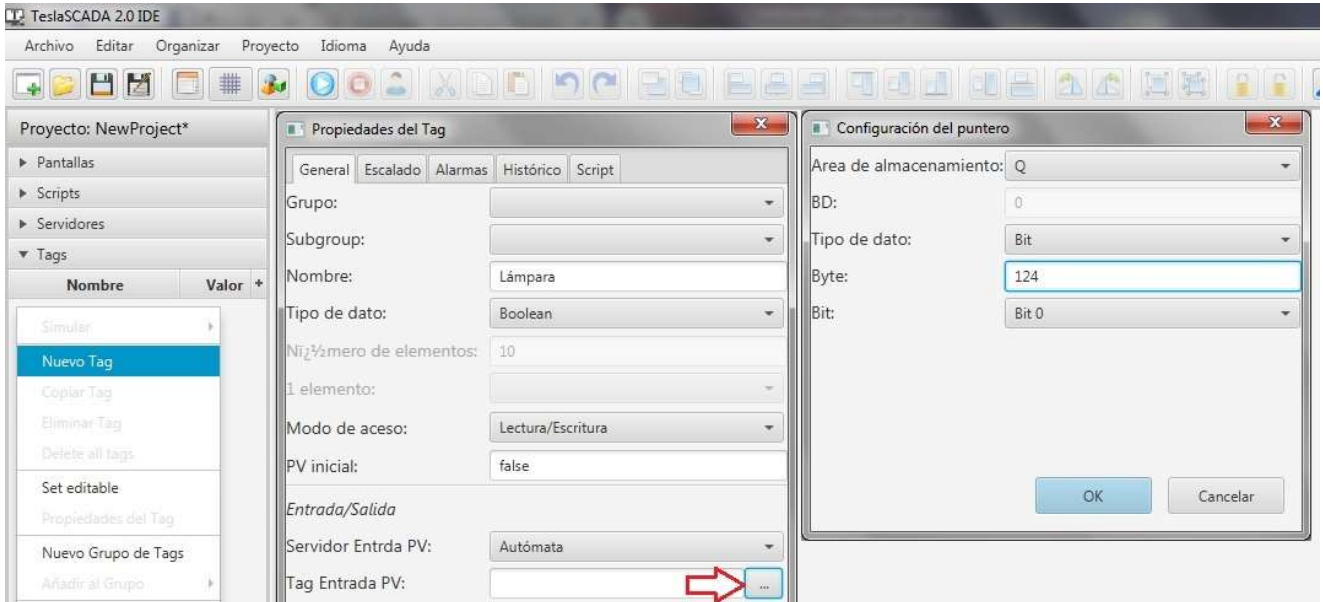 TeslaSCADA 2.0 IDE
Archivo Editar Organizar Proyecto Idioma Ayuda
Proyecto: NewProject*
Pantallas
Scripts
Servidores
Tags
Nombre Valor +
Simular
Nuevo Tag
Copiar Tag
Eliminar Tag
Delete all tags
Set editable
Propiedades del Tag
Nuevo Grupo de Tags
Añadir al Grupo
Propiedades del Tag
General Escalado Alarmas Histórico Script
Grupo:
Subgroup:
Nombre: Lámpara
Tipo de dato: Boolean
Nï¿½mero de elementos: 10
1 elemento:
Modo de aceso: Lectura/Escritura
PV inicial: false
Entrada/Salida
Servidor Entrda PV: Autómata
Tag Entrada PV: ...
Configuración del puntero
Area de almacenamiento: Q
BD: 0
Tipo de dato: Bit
Byte: 124
Bit: Bit 0
OK Cancelar